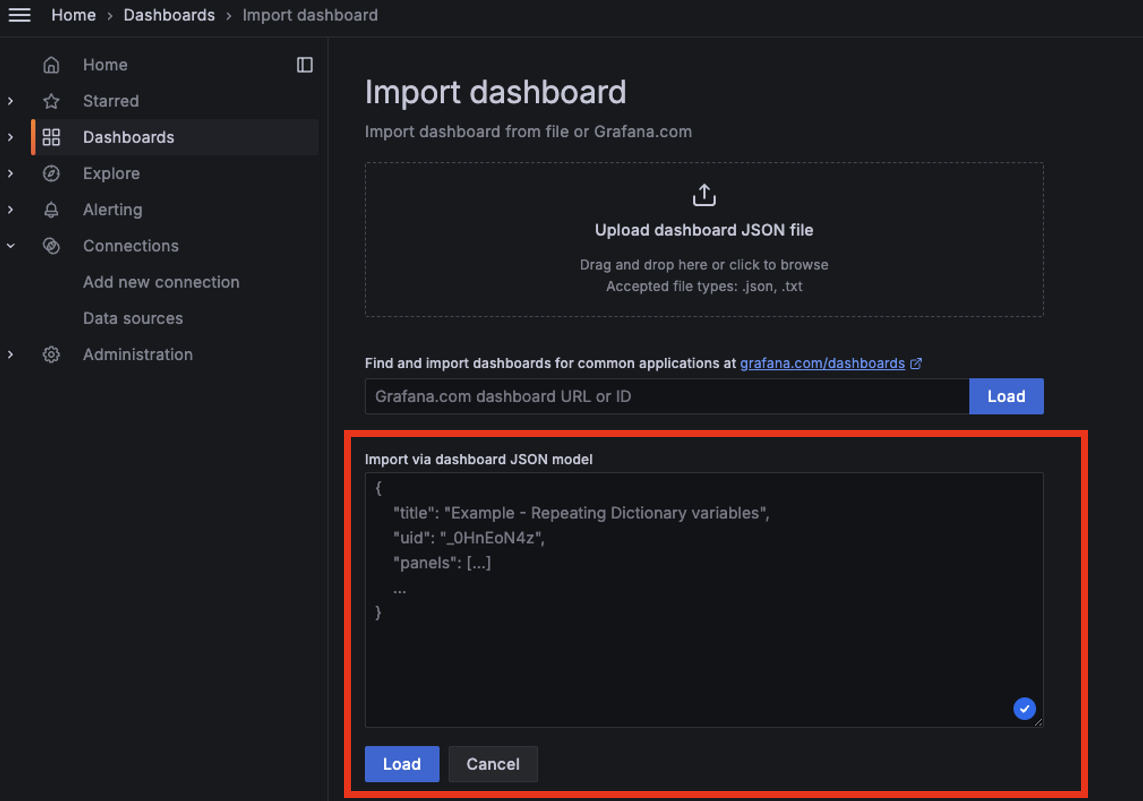 Home › Dashboards › Import dashboard
Home
Starred
Dashboards
Explore
Alerting
Connections
Add new connection
Data sources
Administration
Import dashboard
Import dashboard from file or Grafana.com
Upload dashboard JSON file
Drag and drop here or click to browse
Accepted file types: .json, .txt
Find and import dashboards for common applications at grafana.com/dashboards
Grafana.com dashboard URL or ID Load
Import via dashboard JSON model
{
"title": "Example - Repeating Dictionary variables",
"uid": "_0HnEoN4z",
"panels": [...]
...
}
Load Cancel